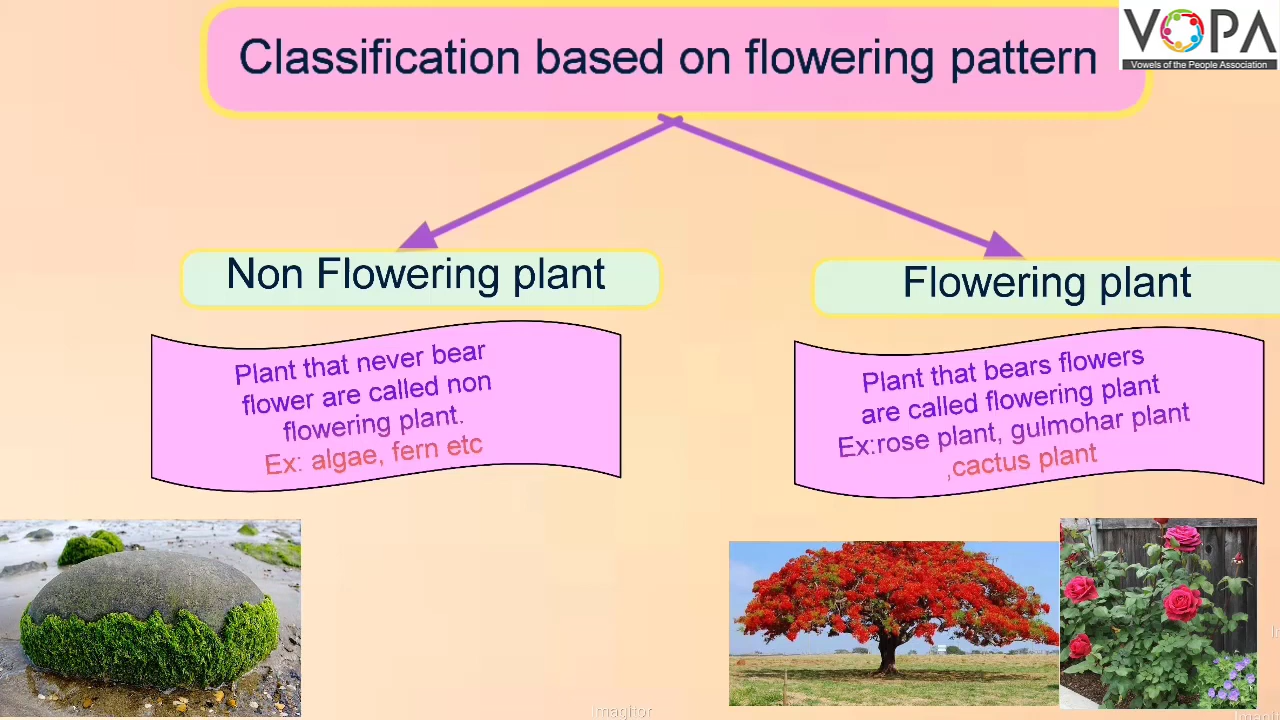 Classification based on flowering pattern
VOPA
Vowels of the People Association
Non Flowering plant
Flowering plant
Plant that never bear
flower are called non
flowering plant.
Ex: algae, fern etc
Plant that bears flowers
are called flowering plant
Ex:rose plant, gulmohar plant
,cactus plant